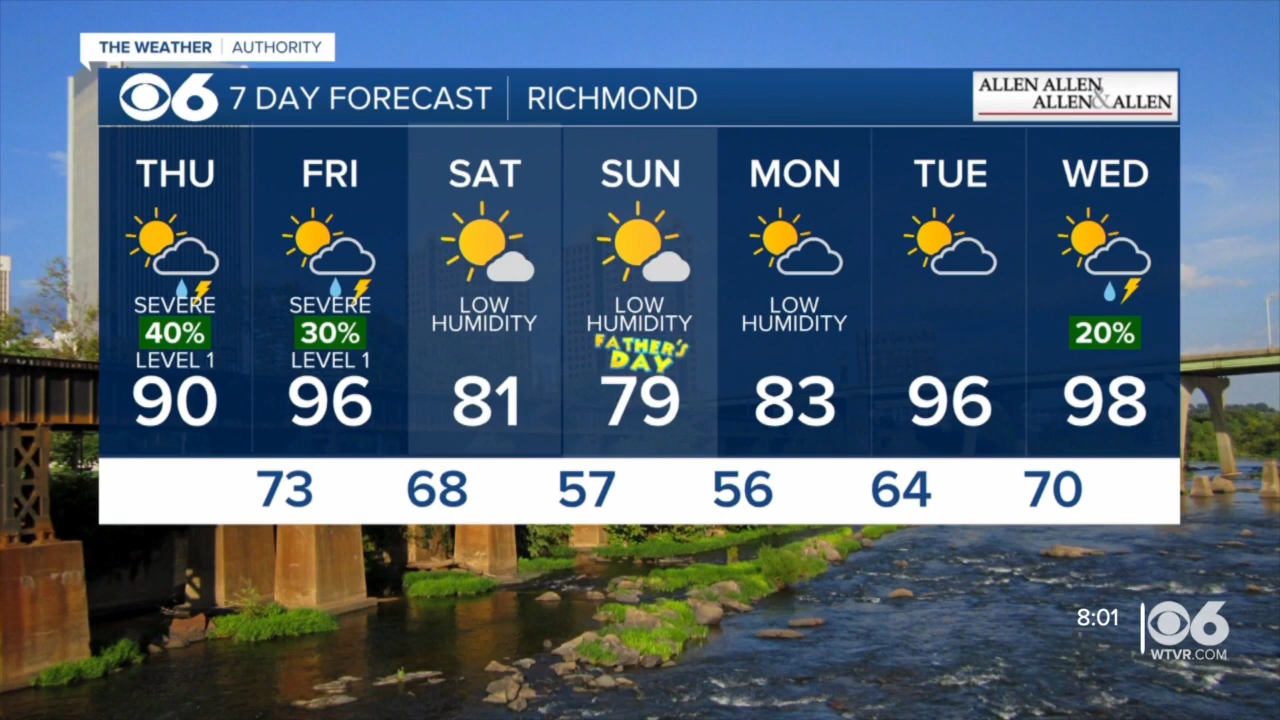 THE WEATHER | AUTHORITY
6 7 DAY FORECAST | RICHMOND
ALLEN ALLEN
ALLEN & ALLEN
THU FRI SAT SUN MON TUE WED
SEVERE
40%
LEVEL 1
90
SEVERE
30%
LEVEL 1
96
LOW
HUMIDITY
81
LOW
HUMIDITY
FATHER'S
DAY
79
LOW
HUMIDITY
83
96
20%
98
73 68 57 56 64 70
8:01
6
WTVR.COM